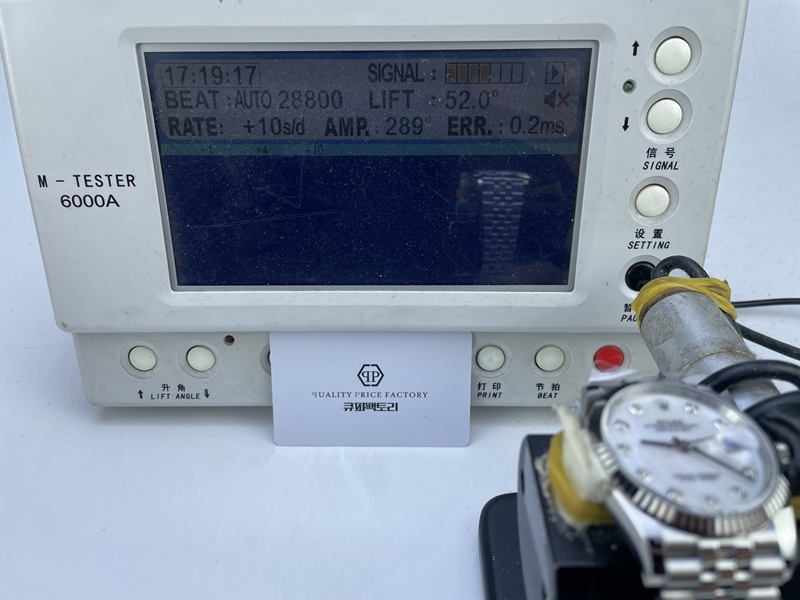 17:19:17 SIGNAL :
BEAT : AUTO 28800 LIFT : 52.0°
RATE: +10s/d AMP. : 289° ERR. : 0.2ms
+10
M - TESTER
6000A
信号
SIGNAL
设置
SETTING
升角
LIFT ANGLE
打印
PRINT
节拍
BEAT
QUALITY PRICE FACTORY
큐피팩토리